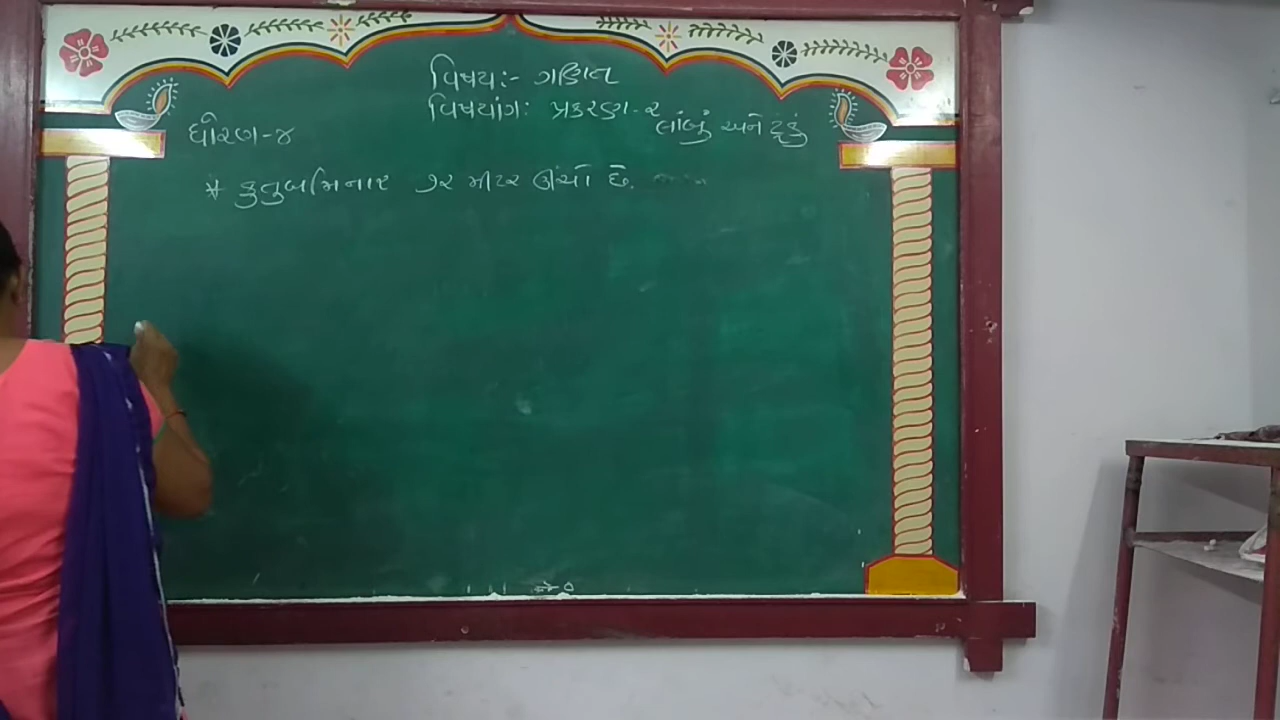 વિષય:- ગણિત
વિષયાંગ: પ્રકરણ-૨
લાંબું અને ટૂંકું
ધોરણ-૪
* કુતુબમિનાર ૭૨ મીટર ઊંચો છે.